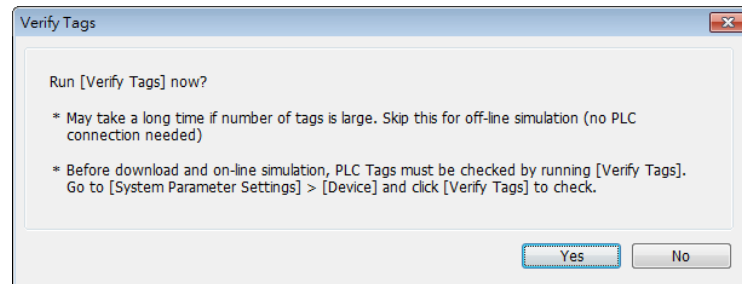 Verify Tags
Run [Verify Tags] now?
* May take a long time if number of tags is large. Skip this for off-line simulation (no PLC
connection needed)
* Before download and on-line simulation, PLC Tags must be checked by running [Verify Tags].
Go to [System Parameter Settings] > [Device] and click [Verify Tags] to check.
Yes
No